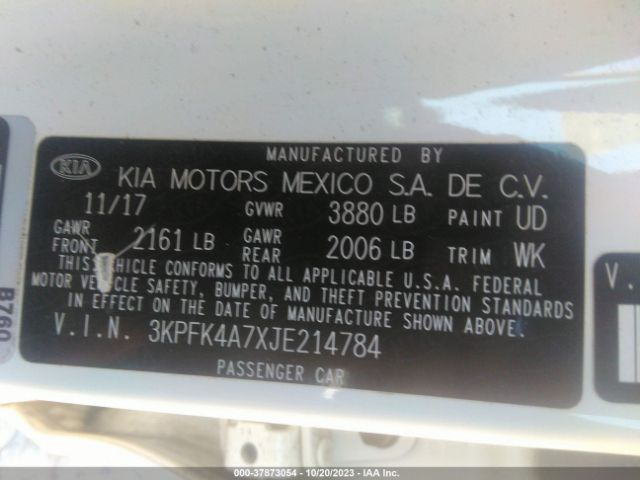 MANUFACTURED BY
KIA KIA MOTORS MEXICO S.A. DE C.V.
11/17 GVWR 3880 LB PAINT UD
GAWR FRONT 2161 LB GAWR REAR 2006 LB TRIM WK
THIS VEHICLE CONFORMS TO ALL APPLICABLE U.S.A. FEDERAL
MOTOR VEHICLE SAFETY, BUMPER, AND THEFT PREVENTION STANDARDS
IN EFFECT ON THE DATE OF MANUFACTURE SHOWN ABOVE.
V.I.N. 3KPFK4A7XJE214784
PASSENGER CAR
B760
V.
000-37873054 - 10/20/2023 - IAA Inc.